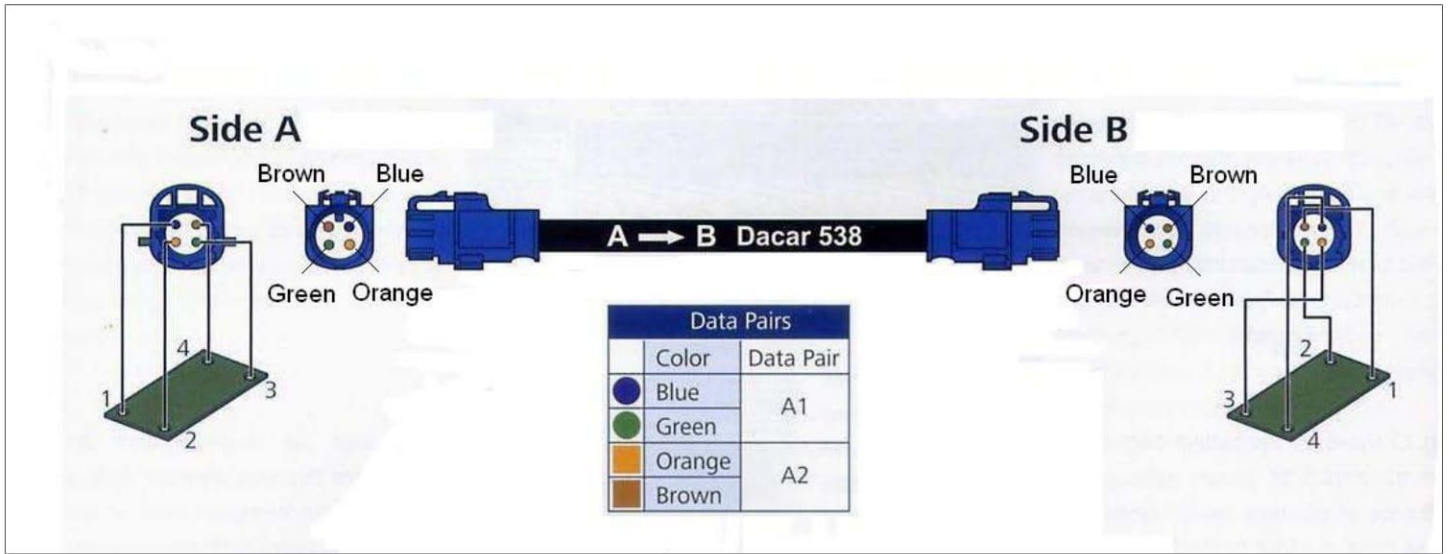 Side A
Side B
Brown
Blue
Blue
Brown
A → B Dacar 538
Green
Orange
Orange
Green
Data Pairs
Color
Data Pair
Blue
A1
Green
Orange
A2
Brown
4
1
3
2
2
3
1
4